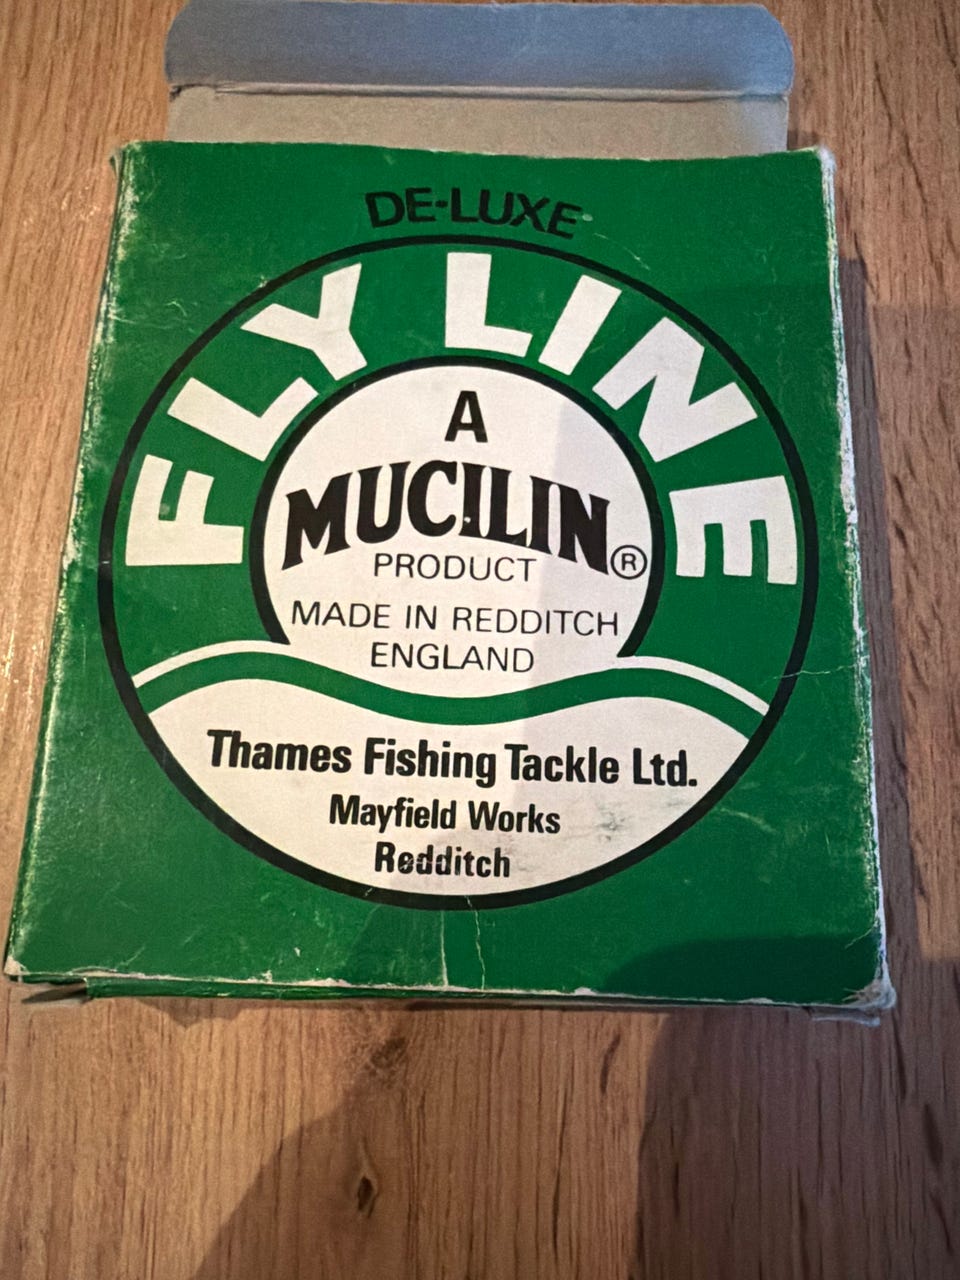 DE-LUXE
FLY LINE
A
MUCILIN®
PRODUCT
MADE IN REDDITCH
ENGLAND
Thames Fishing Tackle Ltd.
Mayfield Works
Redditch